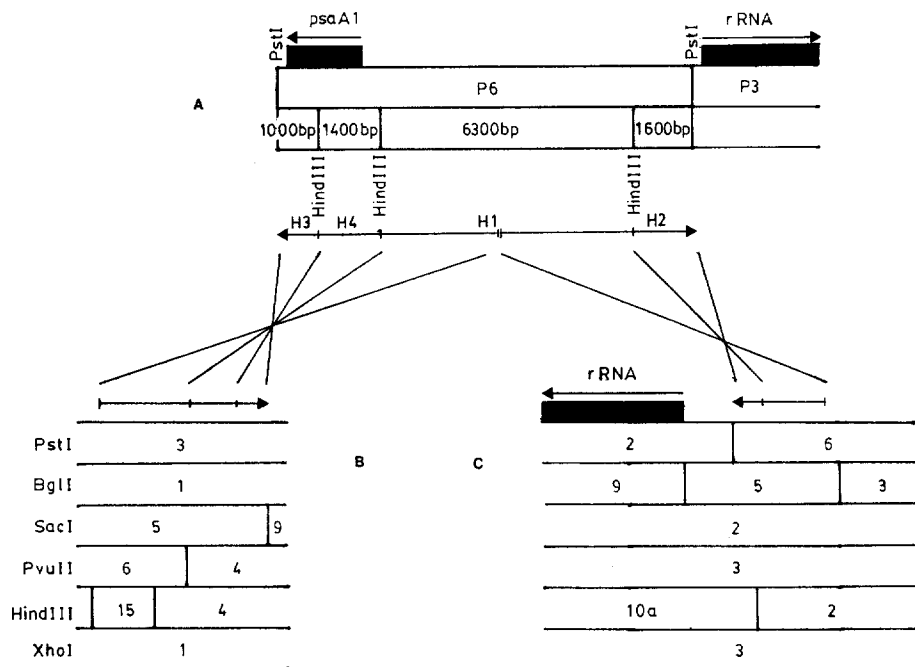 psaA1
rRNA
PstI
PstI
A
P6
P3
1000bp
1400bp
6300bp
1600bp
HindIII
HindIII
HindIII
H3
H4
H1
H2
rRNA
PstI
3
B
C
2
6
BglI
1
9
5
3
SacI
5
9
2
PvuII
6
4
3
HindIII
15
4
10a
2
XhoI
1
3